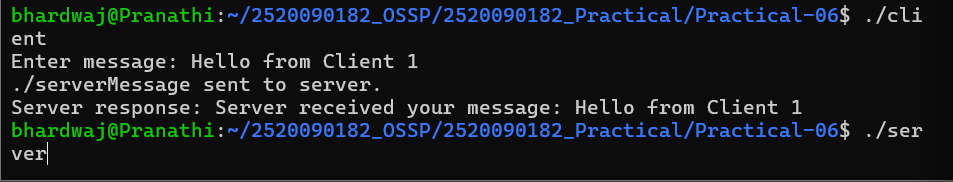 bhardwaj@Pranathi:~/2520090182_OSSP/2520090182_Practical/Practical-06$ ./cli
ent
Enter message: Hello from Client 1
./serverMessage sent to server.
Server response: Server received your message: Hello from Client 1
bhardwaj@Pranathi:~/2520090182_OSSP/2520090182_Practical/Practical-06$ ./ser
ver